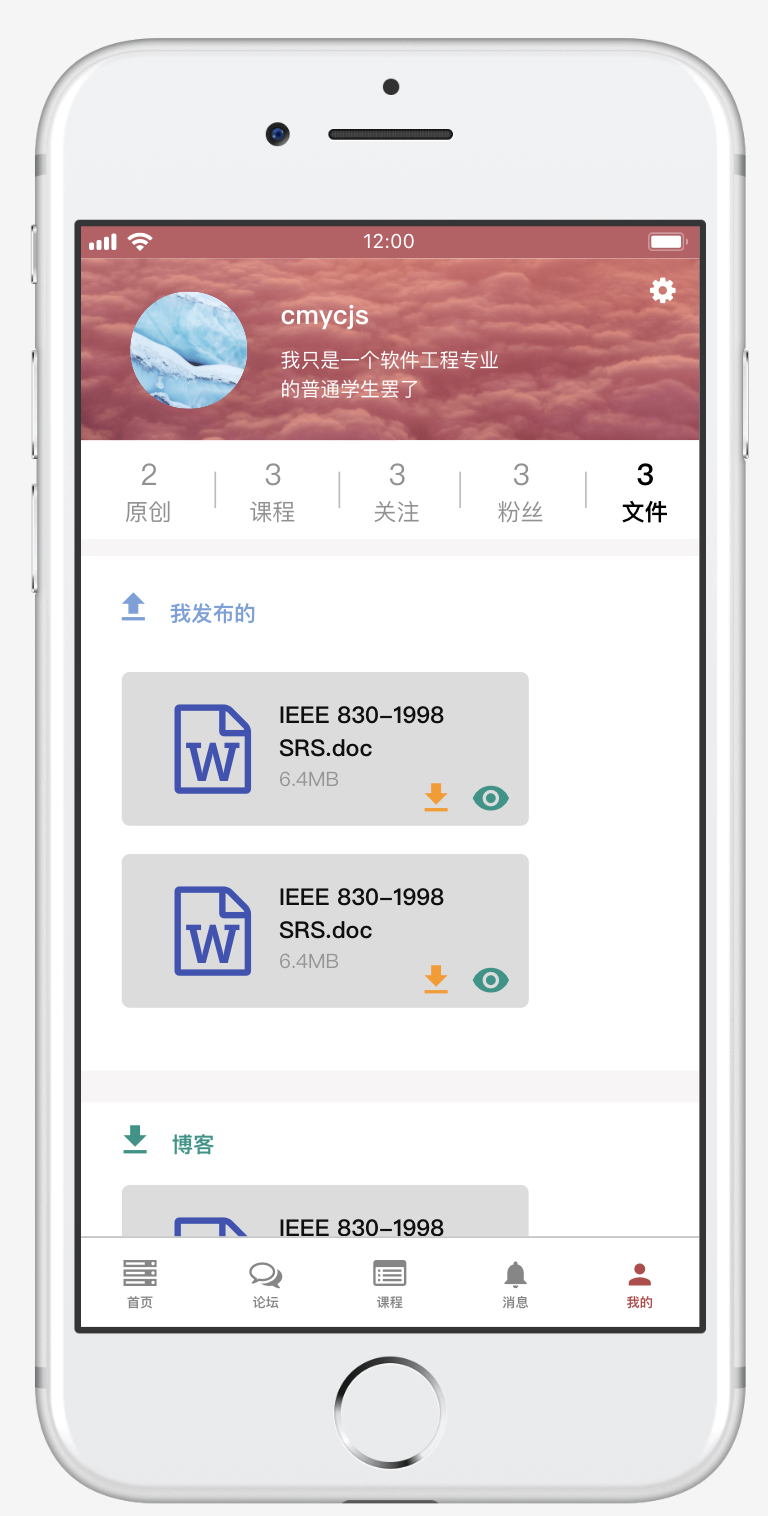 12:00
cmycjs
我只是一个软件工程专业
的普通学生罢了
2 3 3 3 3
原创 课程 关注 粉丝 文件
我发布的
W
IEEE 830-1998
SRS.doc
6.4MB
W
IEEE 830-1998
SRS.doc
6.4MB
博客
IEEE 830-1998
首页 论坛 课程 消息 我的